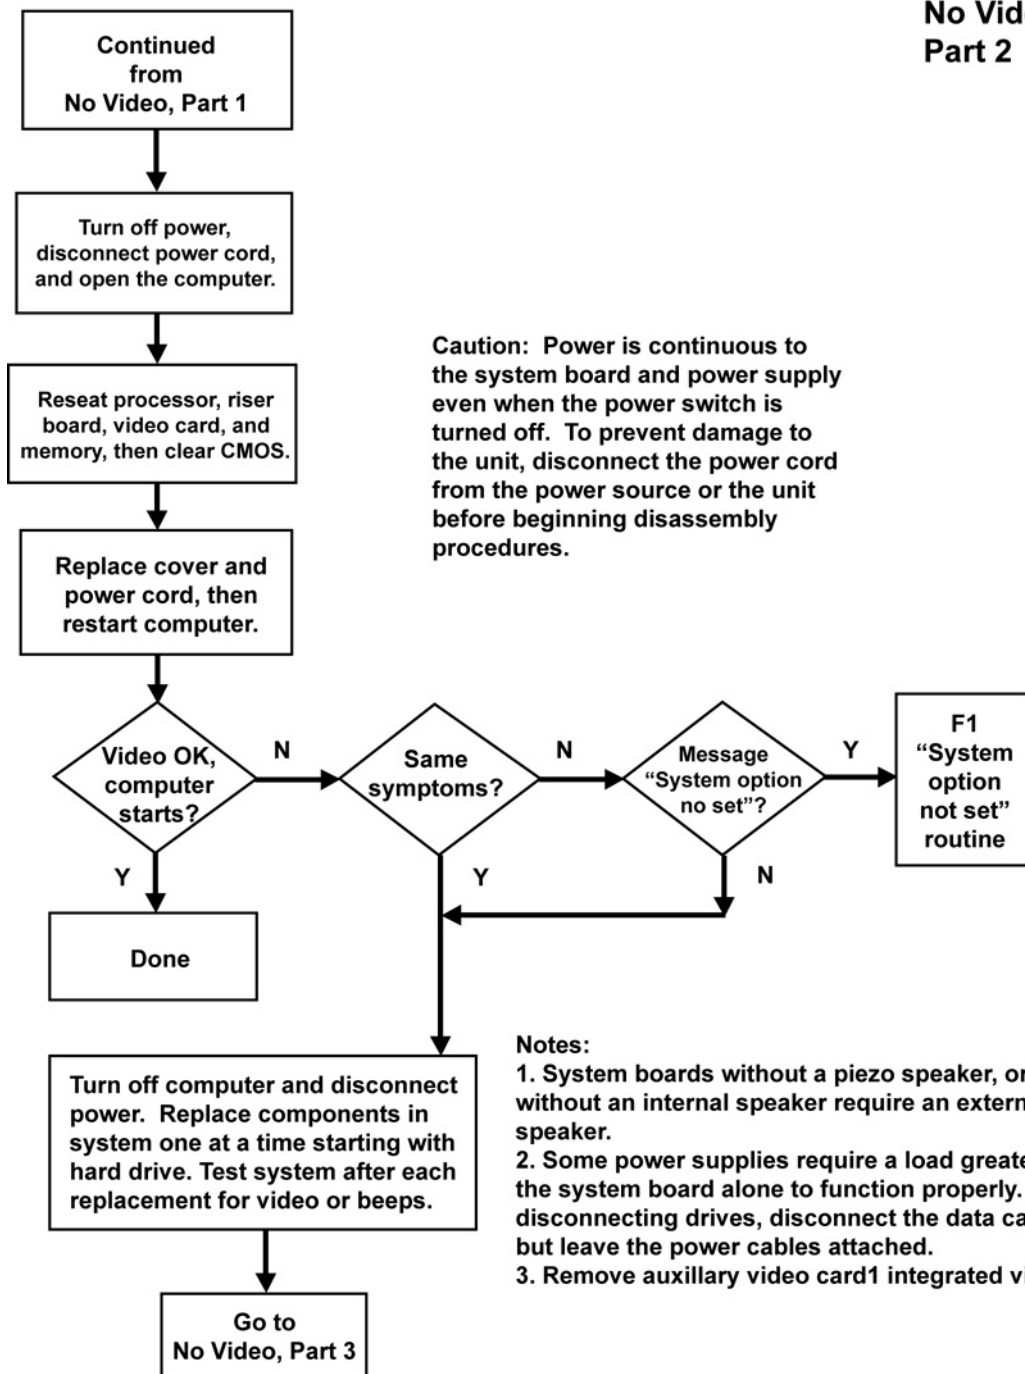 No Vid
Part 2
Continued
from
No Video, Part 1
Turn off power,
disconnect power cord,
and open the computer.
Reseat processor, riser
board, video card, and
memory, then clear CMOS.
Caution: Power is continuous to
the system board and power supply
even when the power switch is
turned off. To prevent damage to
the unit, disconnect the power cord
from the power source or the unit
before beginning disassembly
procedures.
Replace cover and
power cord, then
restart computer.
Video OK,
computer
starts?
N
Same
symptoms?
N
Message
"System option
no set"?
Y
F1
"System
option
not set"
routine
Y
Y
N
Done
Turn off computer and disconnect
power. Replace components in
system one at a time starting with
hard drive. Test system after each
replacement for video or beeps.
Notes:
1. System boards without a piezo speaker, or
without an internal speaker require an extern
speaker.
2. Some power supplies require a load greate
the system board alone to function properly.
disconnecting drives, disconnect the data ca
but leave the power cables attached.
3. Remove auxillary video card1 integrated vi
Go to
No Video, Part 3